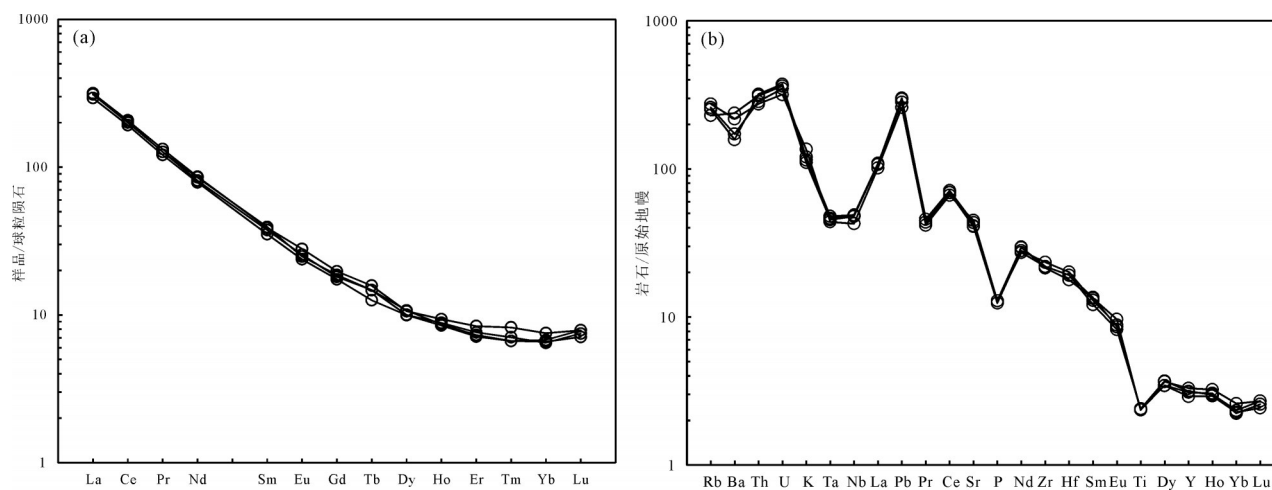 (a)
1000
100
10
1
样品/球粒陨石
La Ce Pr Nd Sm Eu Gd Tb Dy Ho Er Tm Yb Lu
(b)
1000
100
10
1
岩石/原始地幔
Rb Ba Th U K Ta Nb La Pb Pr Ce Sr P Nd Zr Hf Sm Eu Ti Dy Y Ho Yb Lu